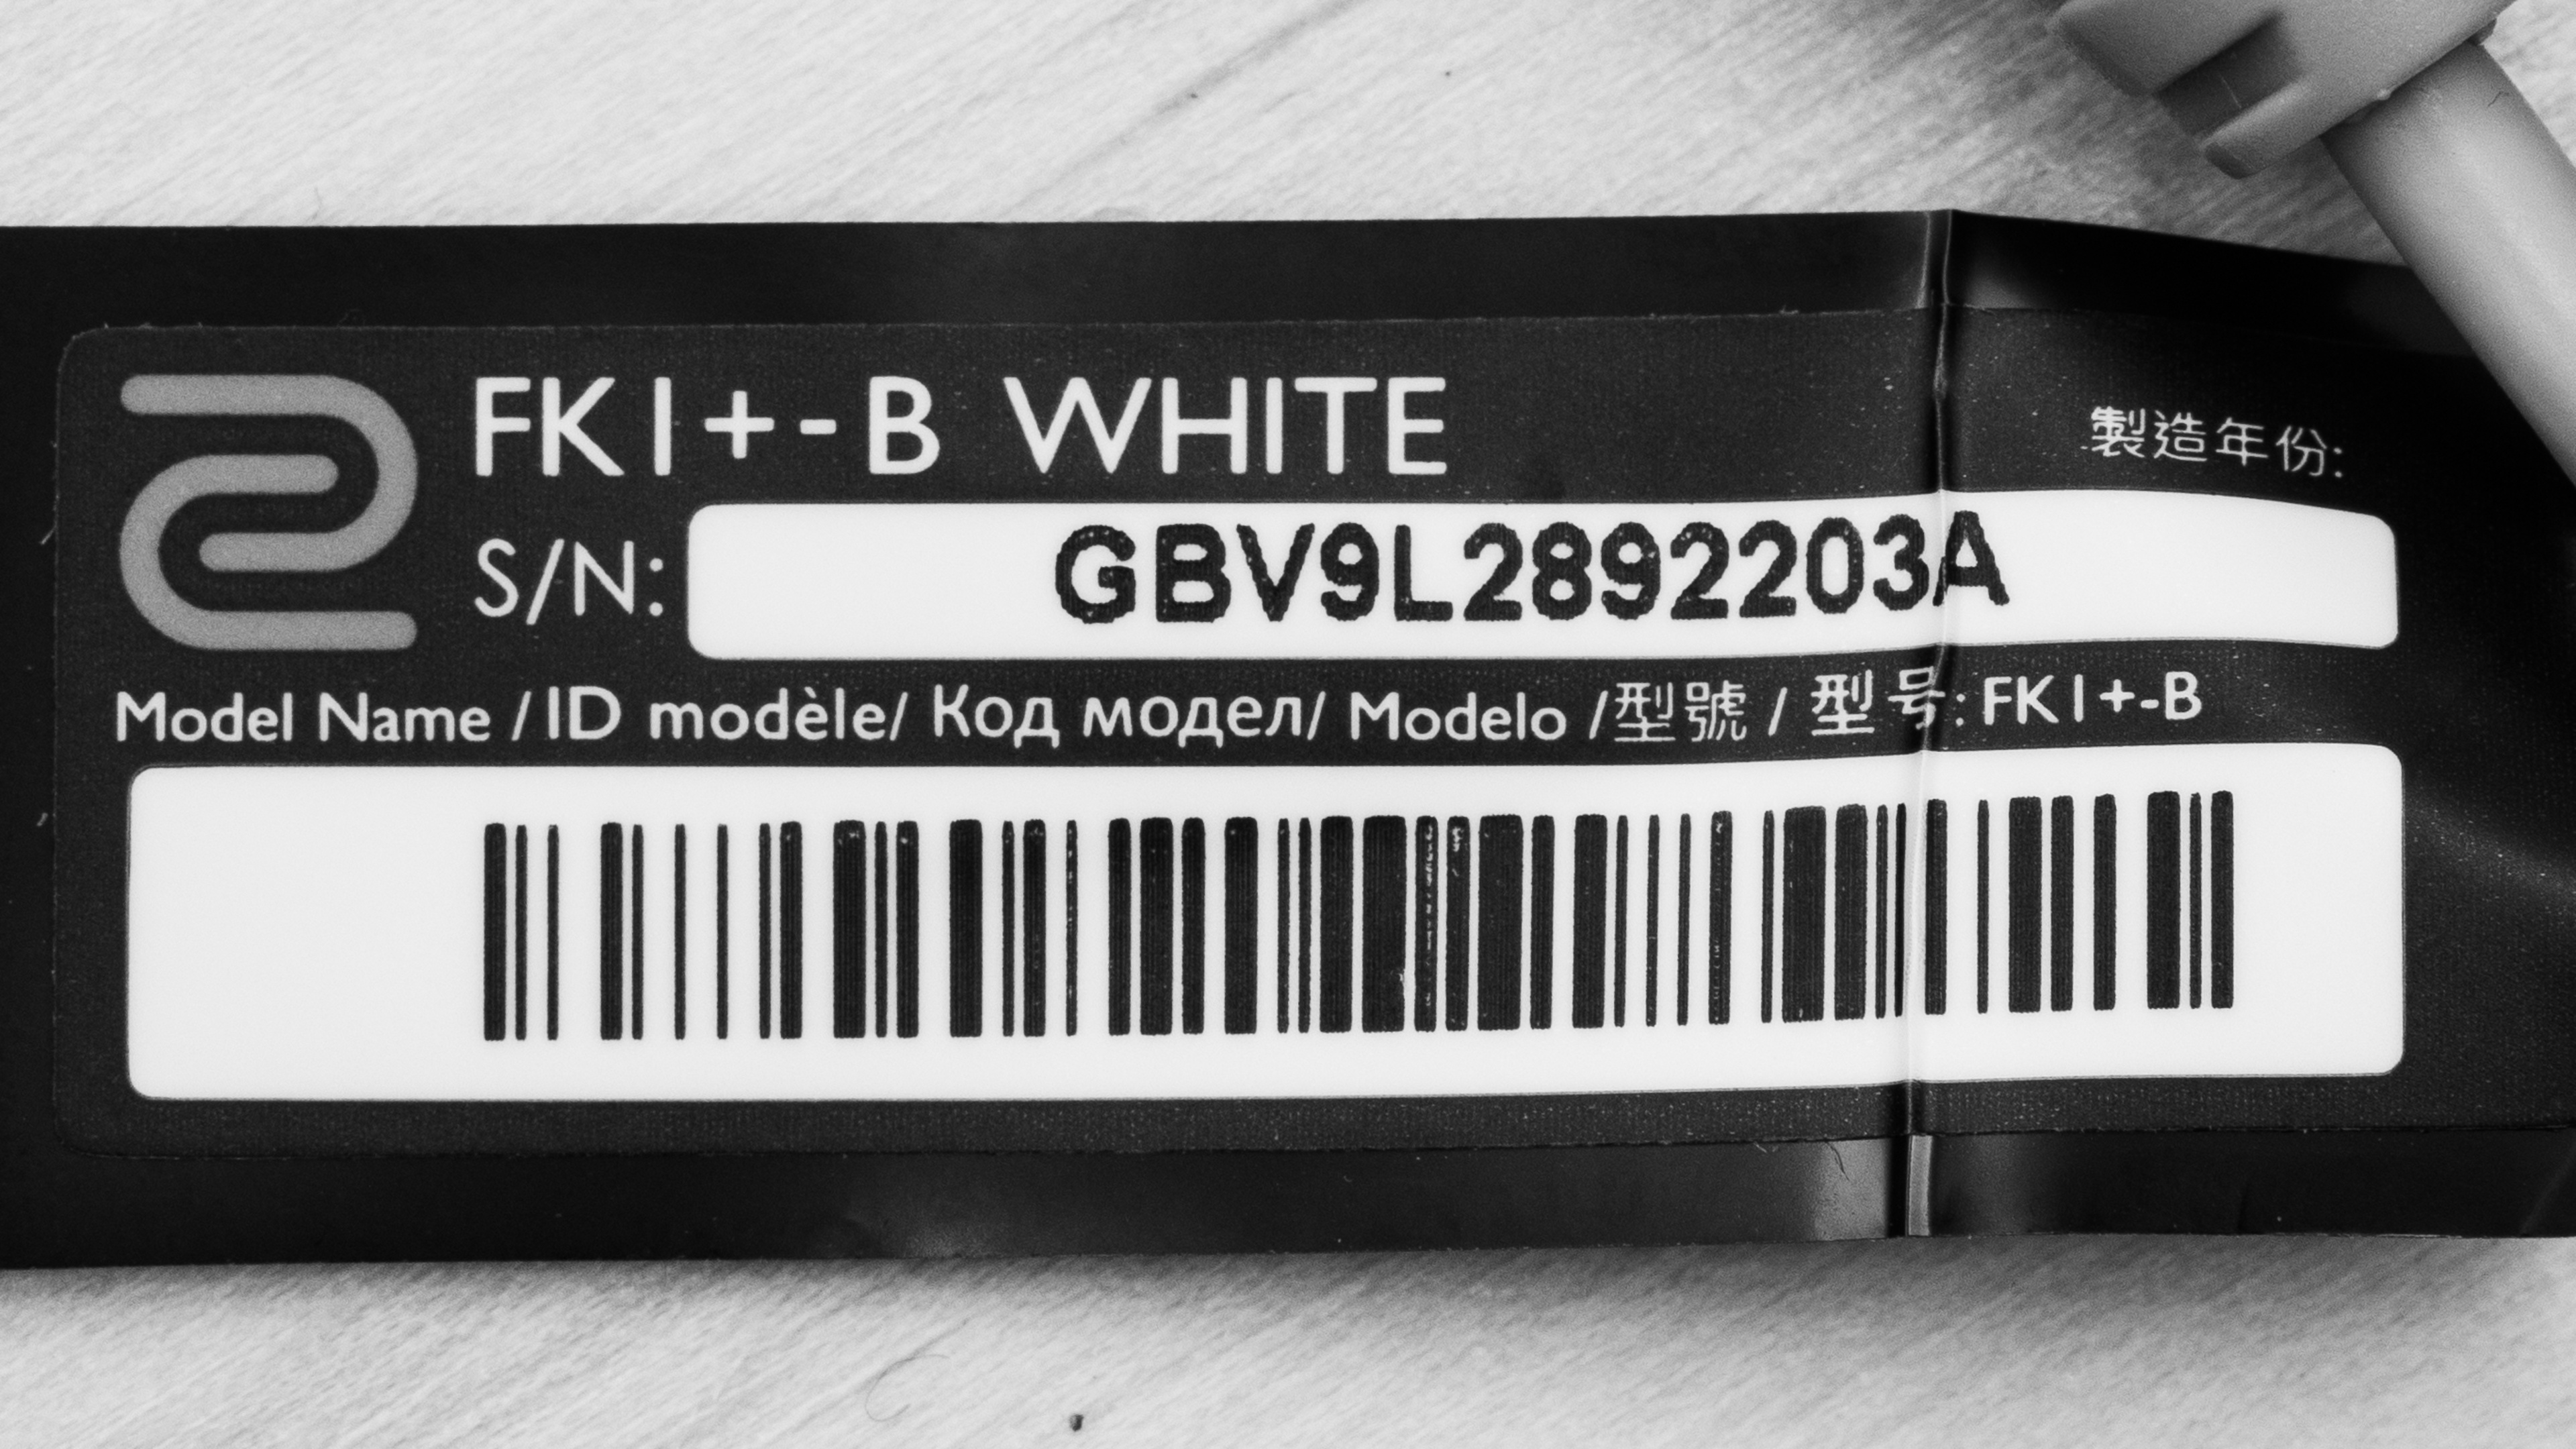 FK1+-B WHITE
製造年份:
S/N: GBV9L2892203A
Model Name / ID modèle/ Код модел/ Modelo /型號 / 型号: FK1+-B